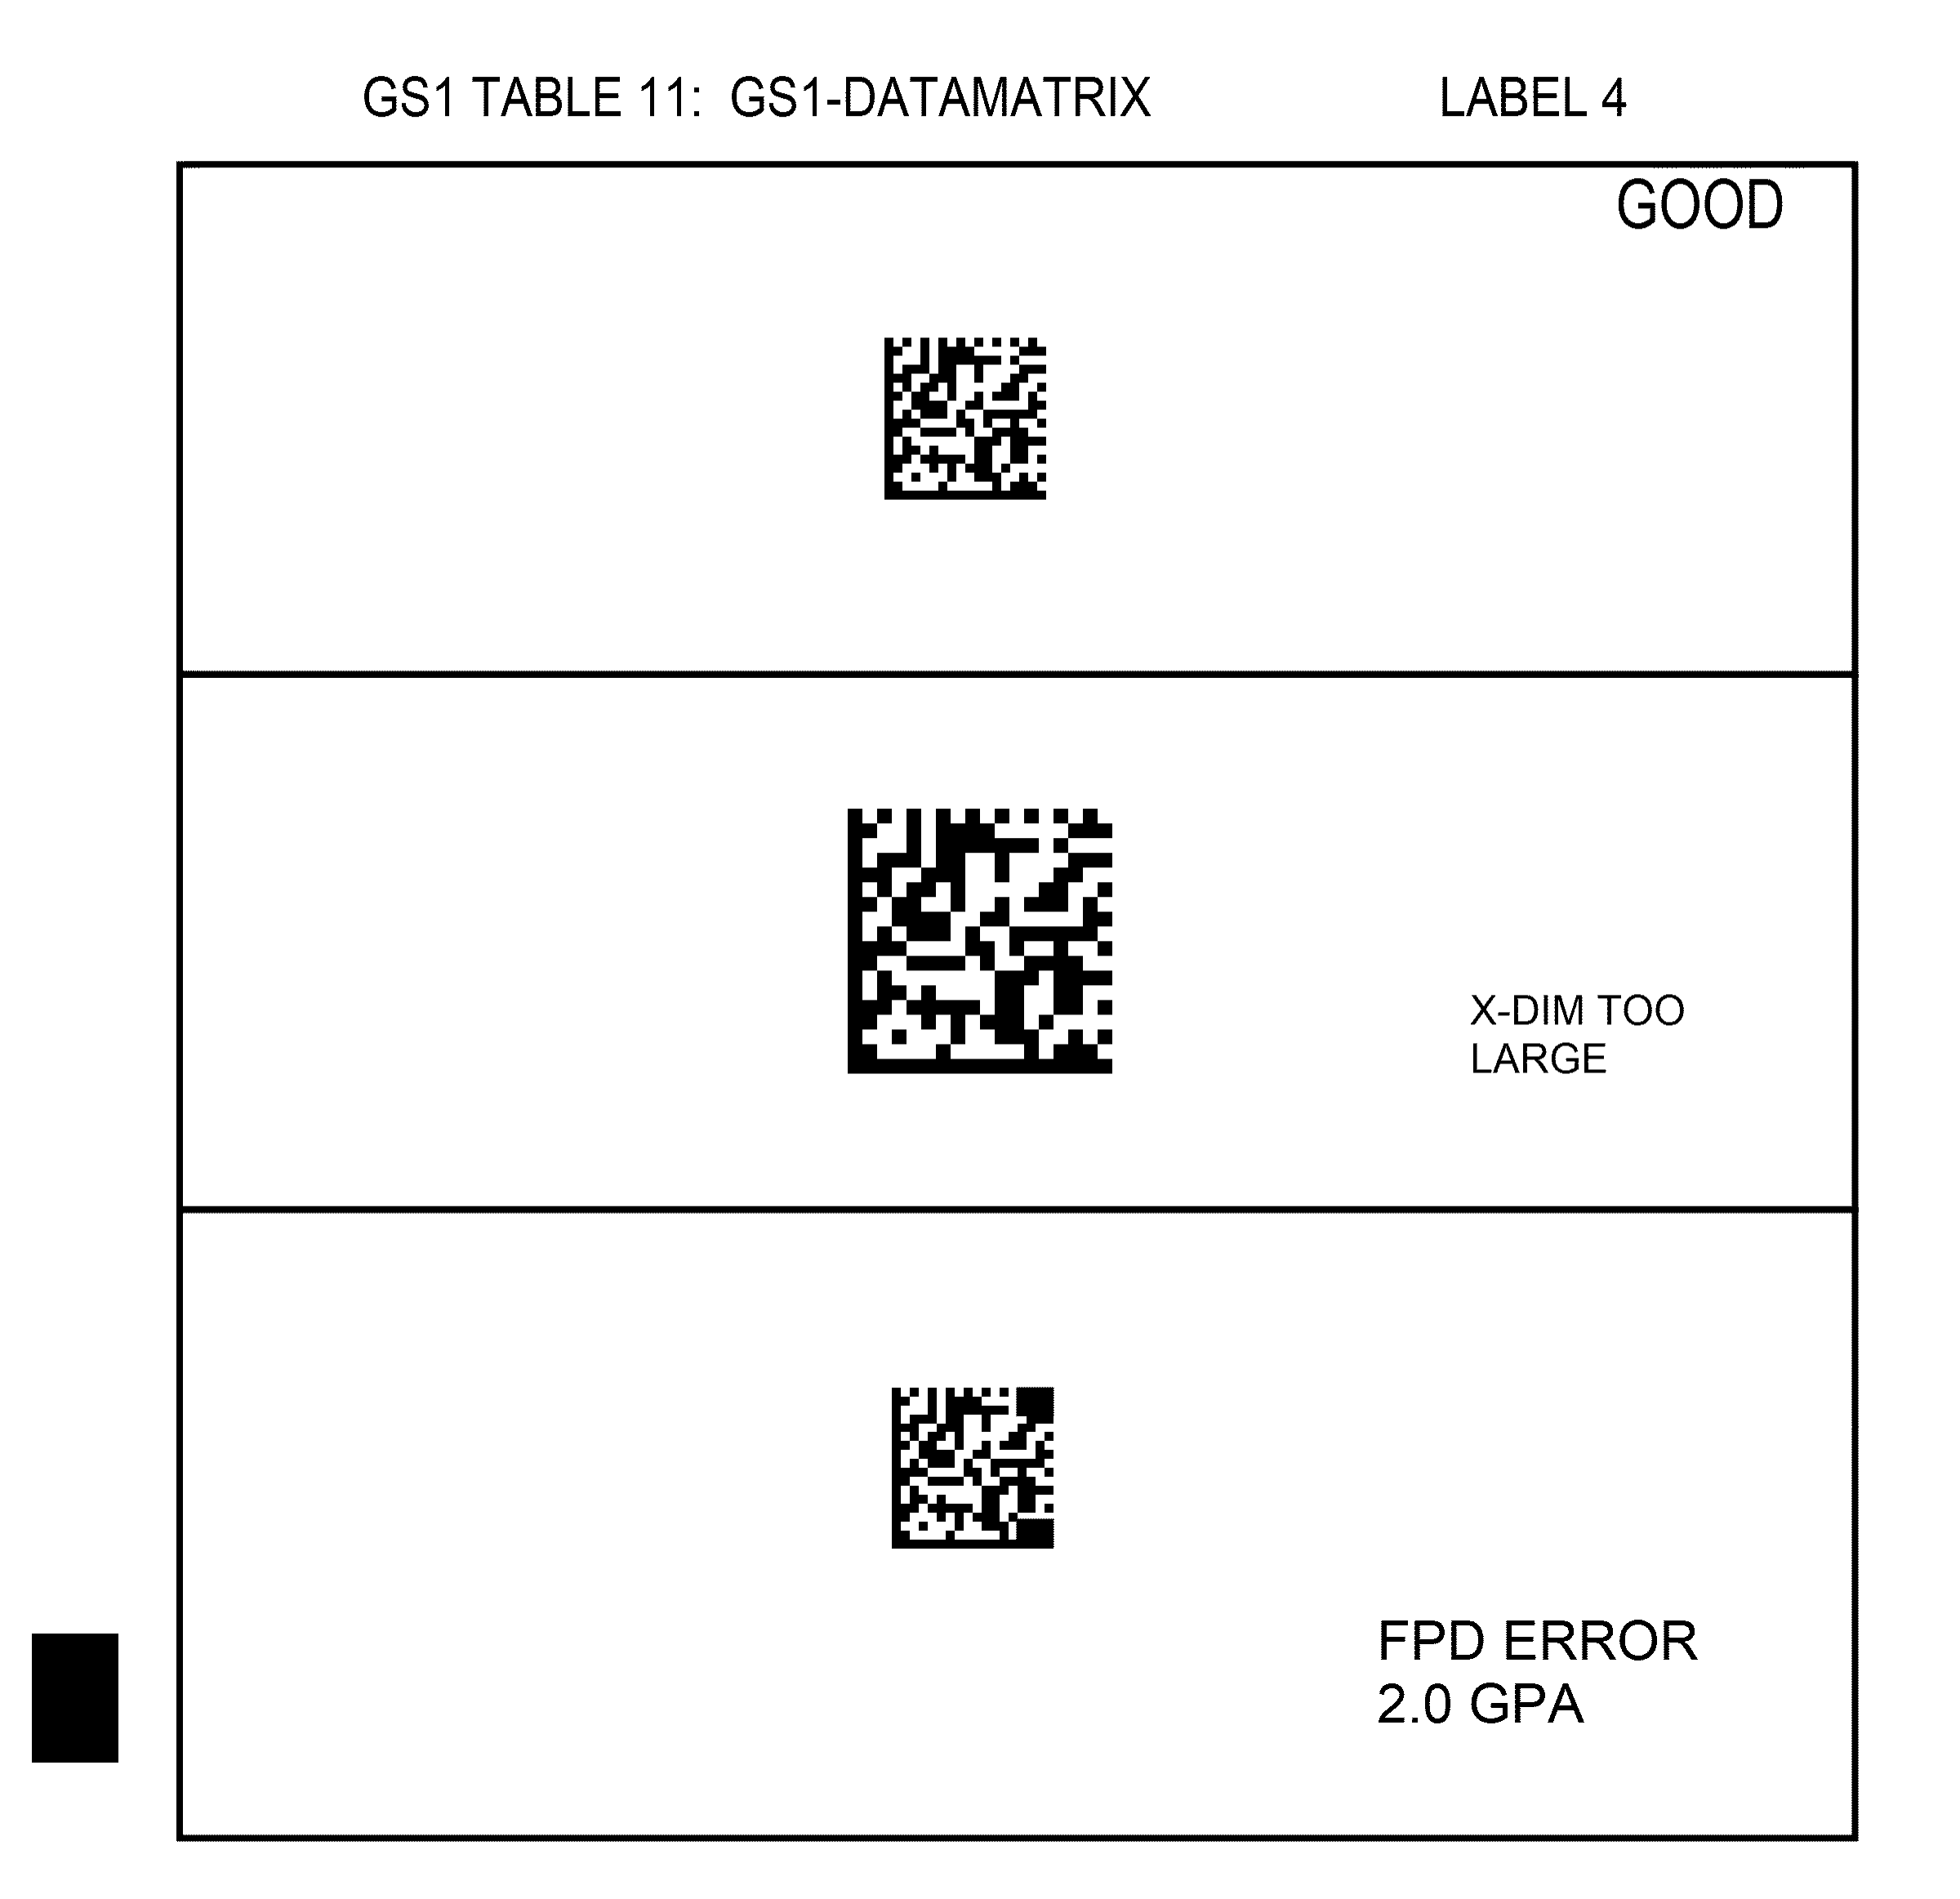 GS1 TABLE 11: GS1-DATAMATRIX LABEL 4
GOOD
X-DIM TOO
LARGE
FPD ERROR
2.0 GPA